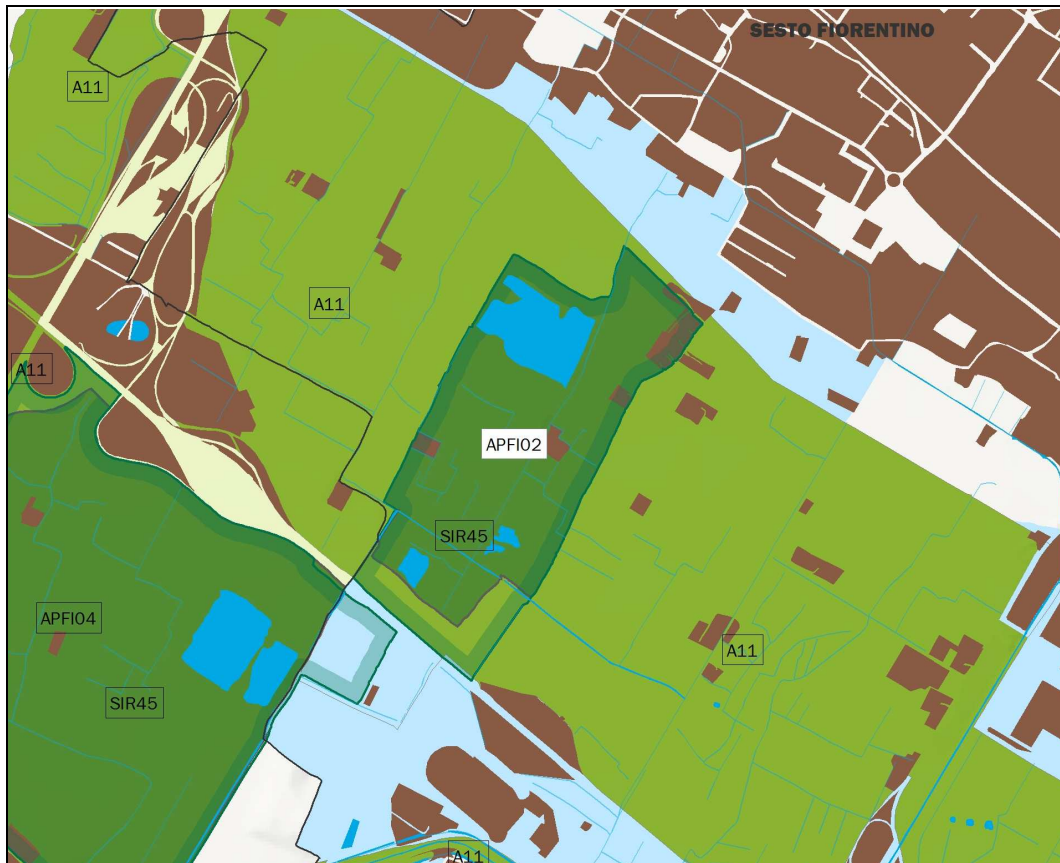 SESTO FIORENTINO
A11
A11
A11
APFI02
SIR45
APFI04
A11
SIR45
A11